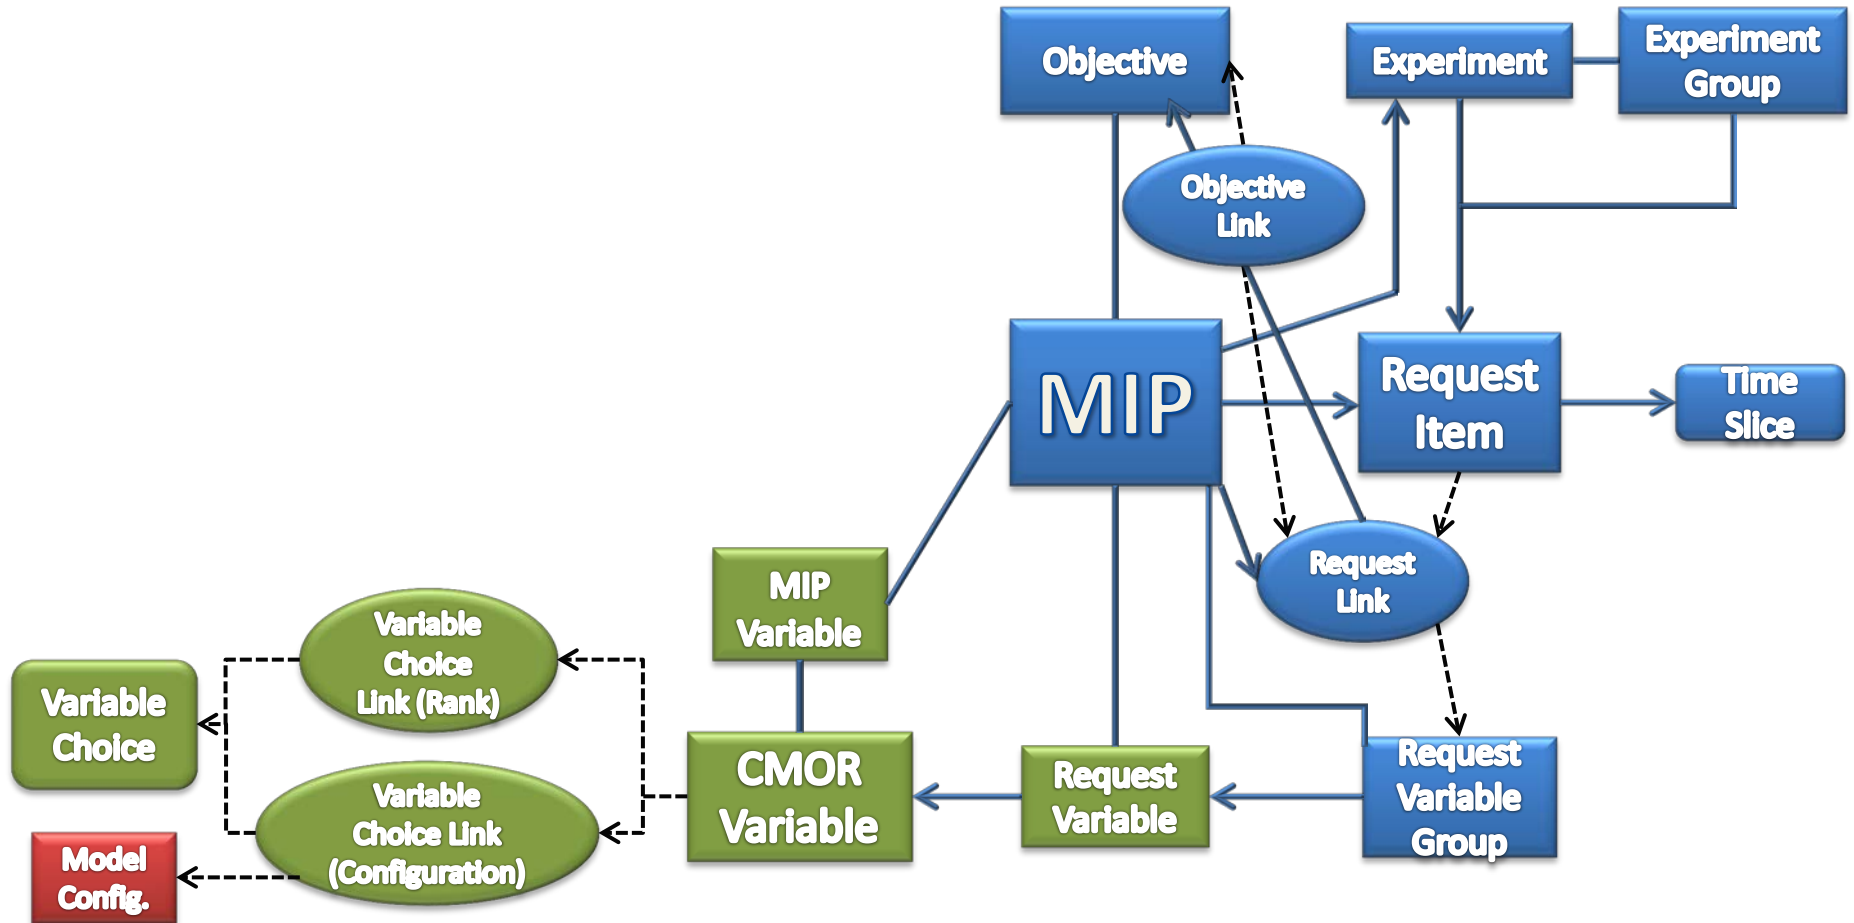 Objective
Experiment
Experiment
Group
Objective
Link
MIP
Request
Item
Time
Slice
Request
Link
MIP
Variable
Variable
Choice
Link (Rank)
Variable
Choice
CMOR
Variable
Request
Variable
Request
Variable
Group
Variable
Choice Link
(Configuration)
Model
Config.